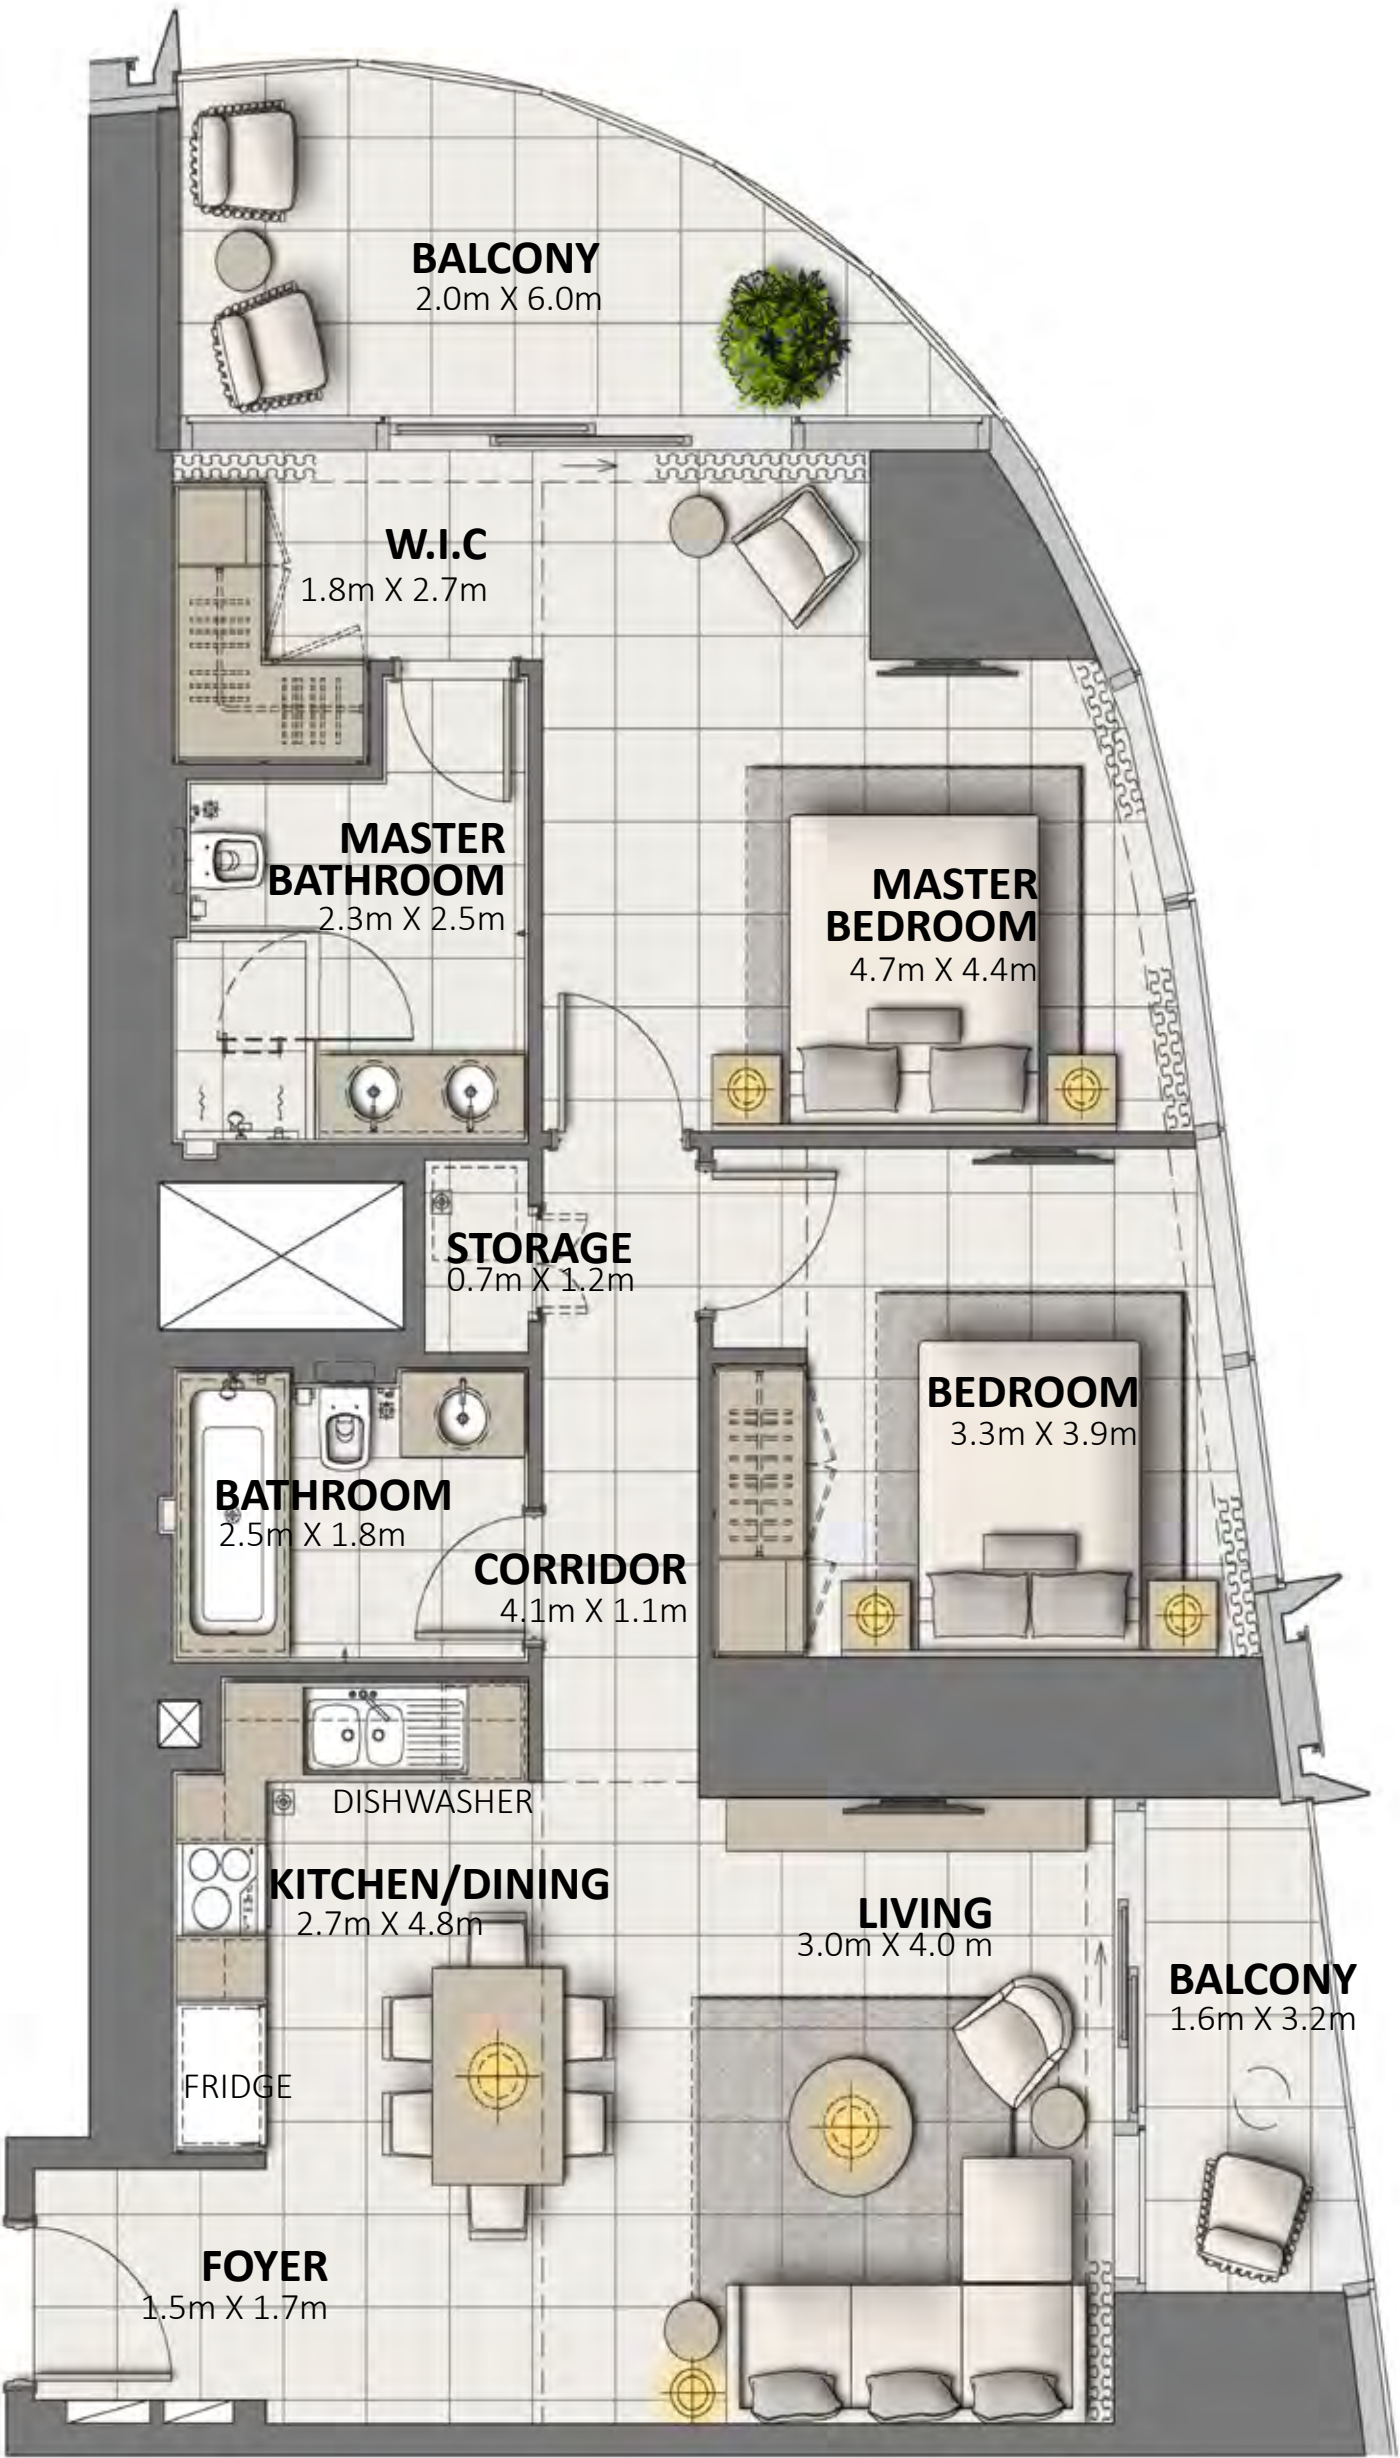 BALCONY
2.0m X 6.0m
W.I.C
1.8m X 2.7m
MASTER
BATHROOM
2.3m X 2.5m
MASTER
BEDROOM
4.7m X 4.4m
STORAGE
0.7m X 1.2m
BEDROOM
3.3m X 3.9m
BATHROOM
2.5m X 1.8m
CORRIDOR
4.1m X 1.1m
DISHWASHER
KITCHEN/DINING
2.7m X 4.8m
LIVING
3.0m X 4.0 m
BALCONY
1.6m X 3.2m
FRIDGE
FOYER
1.5m X 1.7m